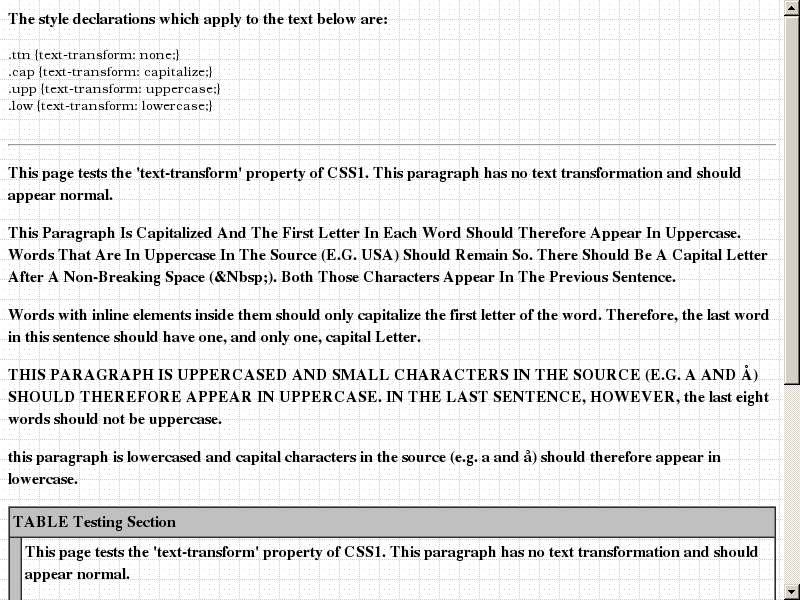 The style declarations which apply to the text below are:
.ttn {text-transform: none;}
.cap {text-transform: capitalize;}
.upp {text-transform: uppercase;}
.low {text-transform: lowercase;}
This page tests the 'text-transform' property of CSS1. This paragraph has no text transformation and should
appear normal.
This Paragraph Is Capitalized And The First Letter In Each Word Should Therefore Appear In Uppercase.
Words That Are In Uppercase In The Source (E.G. USA) Should Remain So. There Should Be A Capital Letter
After A Non-Breaking Space (&Nbsp;). Both Those Characters Appear In The Previous Sentence.
Words with inline elements inside them should only capitalize the first letter of the word. Therefore, the last word
in this sentence should have one, and only one, capital Letter.
THIS PARAGRAPH IS UPPERCASED AND SMALL CHARACTERS IN THE SOURCE (E.G. A AND Å)
SHOULD THEREFORE APPEAR IN UPPERCASE. IN THE LAST SENTENCE, HOWEVER, the last eight
words should not be uppercase.
this paragraph is lowercased and capital characters in the source (e.g. a and å) should therefore appear in
lowercase.
TABLE Testing Section
This page tests the 'text-transform' property of CSS1. This paragraph has no text transformation and should
appear normal.